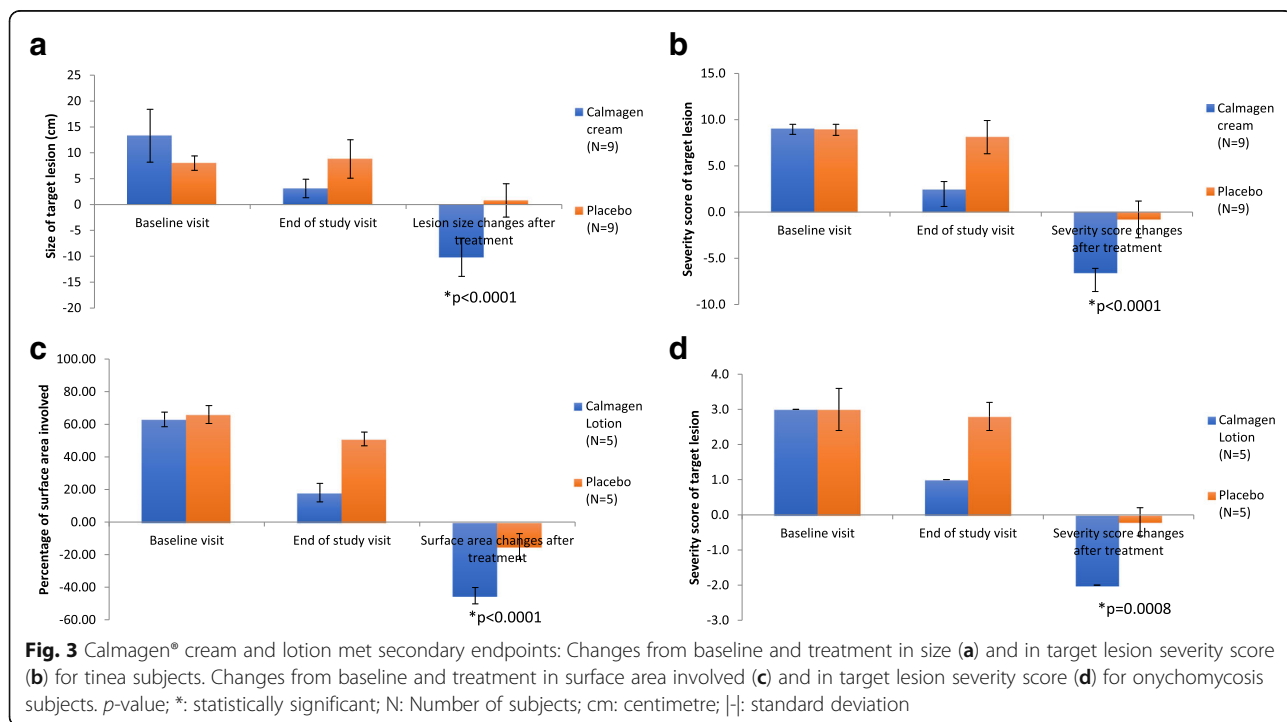 a
25
20
15
10
5
0
-5
-10
-15
-20
Size of target lesion (cm)
Baseline visit
End of study visit
Lesion size changes after
treatment
*p<0.0001
Calmagen
cream
(N=9)
Placebo
(N=9)
b
15.0
10.0
5.0
0.0
-5.0
-10.0
Severity score of target lesion
Baseline visit
End of study visit
Severity score changes
after treatment
*p<0.0001
Calmagen
cream
(N=9)
Placebo
(N=9)
c
100.00
80.00
60.00
40.00
20.00
0.00
-20.00
-40.00
-60.00
Percentage of surface area involved
Baseline visit
End of study visit
Surface area changes after
treatment
*p<0.0001
Calmagen
Lotion
(N=5)
Placebo
(N=5)
d
4.0
3.0
2.0
1.0
0.0
-1.0
-2.0
-3.0
Severity score of target lesion
Baseline visit
End of study visit
Severity score changes
after treatment
*p=0.0008
Calmagen
Lotion
(N=5)
Placebo
(N=5)
Fig. 3 Calmagen® cream and lotion met secondary endpoints: Changes from baseline and treatment in size (a) and in target lesion severity score
(b) for tinea subjects. Changes from baseline and treatment in surface area involved (c) and in target lesion severity score (d) for onychomycosis
subjects. p-value; *: statistically significant; N: Number of subjects; cm: centimetre; |-|: standard deviation